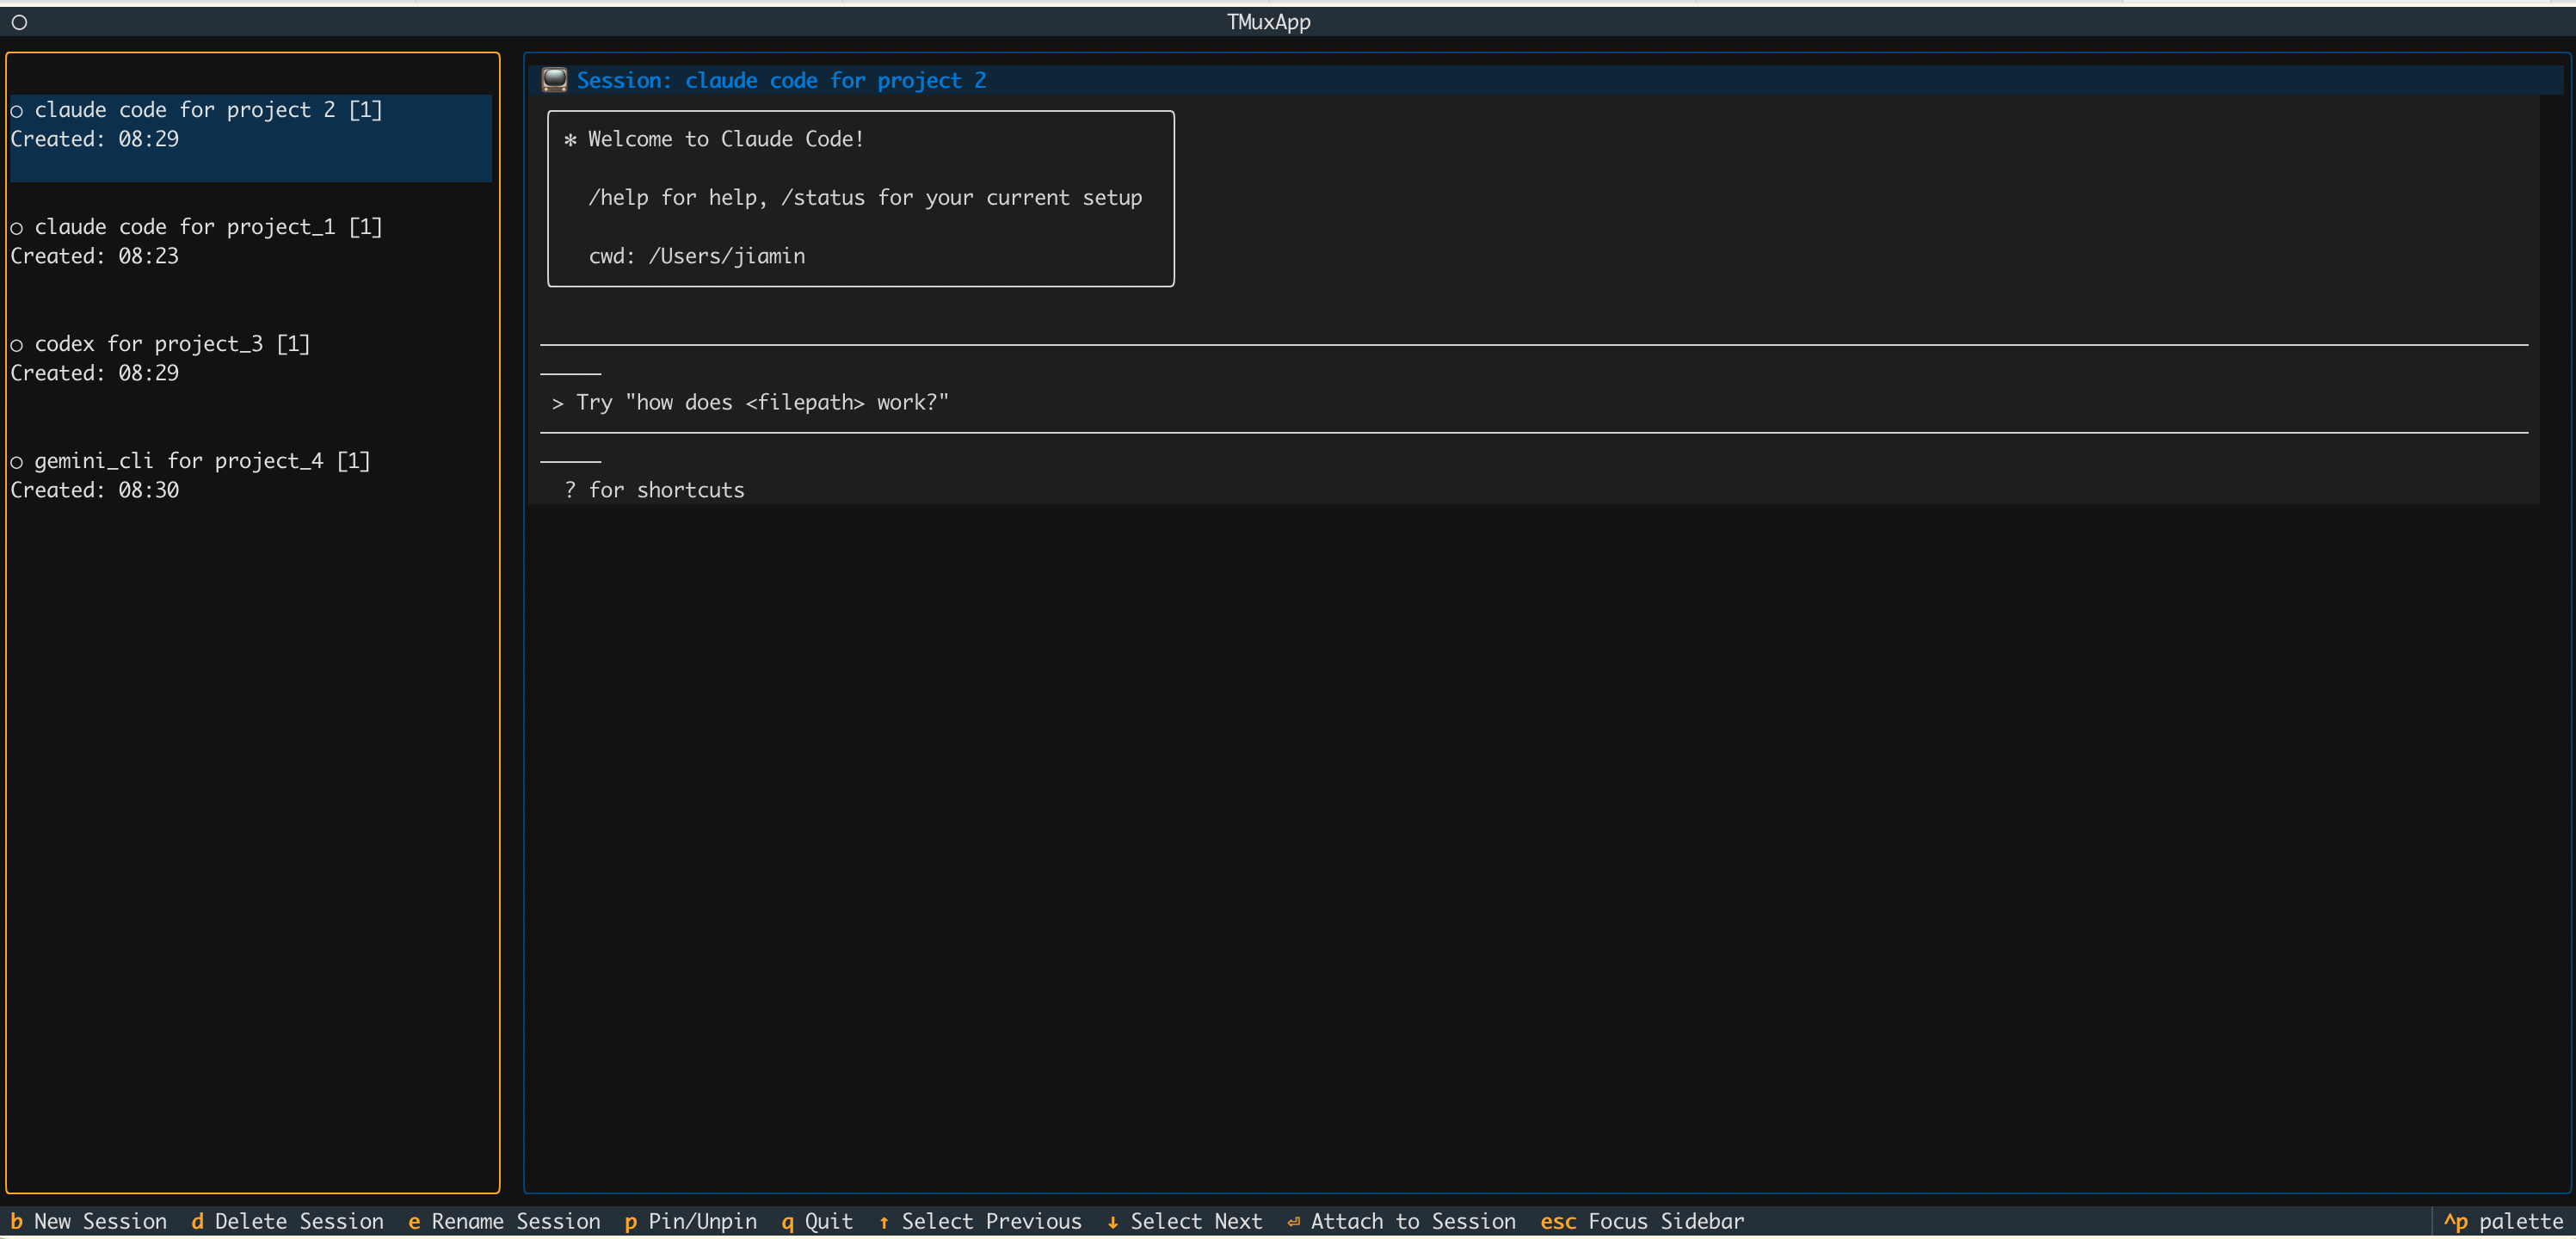 TMuxApp
○ claude code for project 2 [1]
Created: 08:29
○ claude code for project_1 [1]
Created: 08:23
○ codex for project_3 [1]
Created: 08:29
○ gemini_cli for project_4 [1]
Created: 08:30
📺 Session: claude code for project 2
✻ Welcome to Claude Code!
/help for help, /status for your current setup
cwd: /Users/jiamin
> Try "how does <filepath> work?"
? for shortcuts
b New Session d Delete Session e Rename Session p Pin/Unpin q Quit ↑ Select Previous ↓ Select Next ⏎ Attach to Session esc Focus Sidebar ^p palette